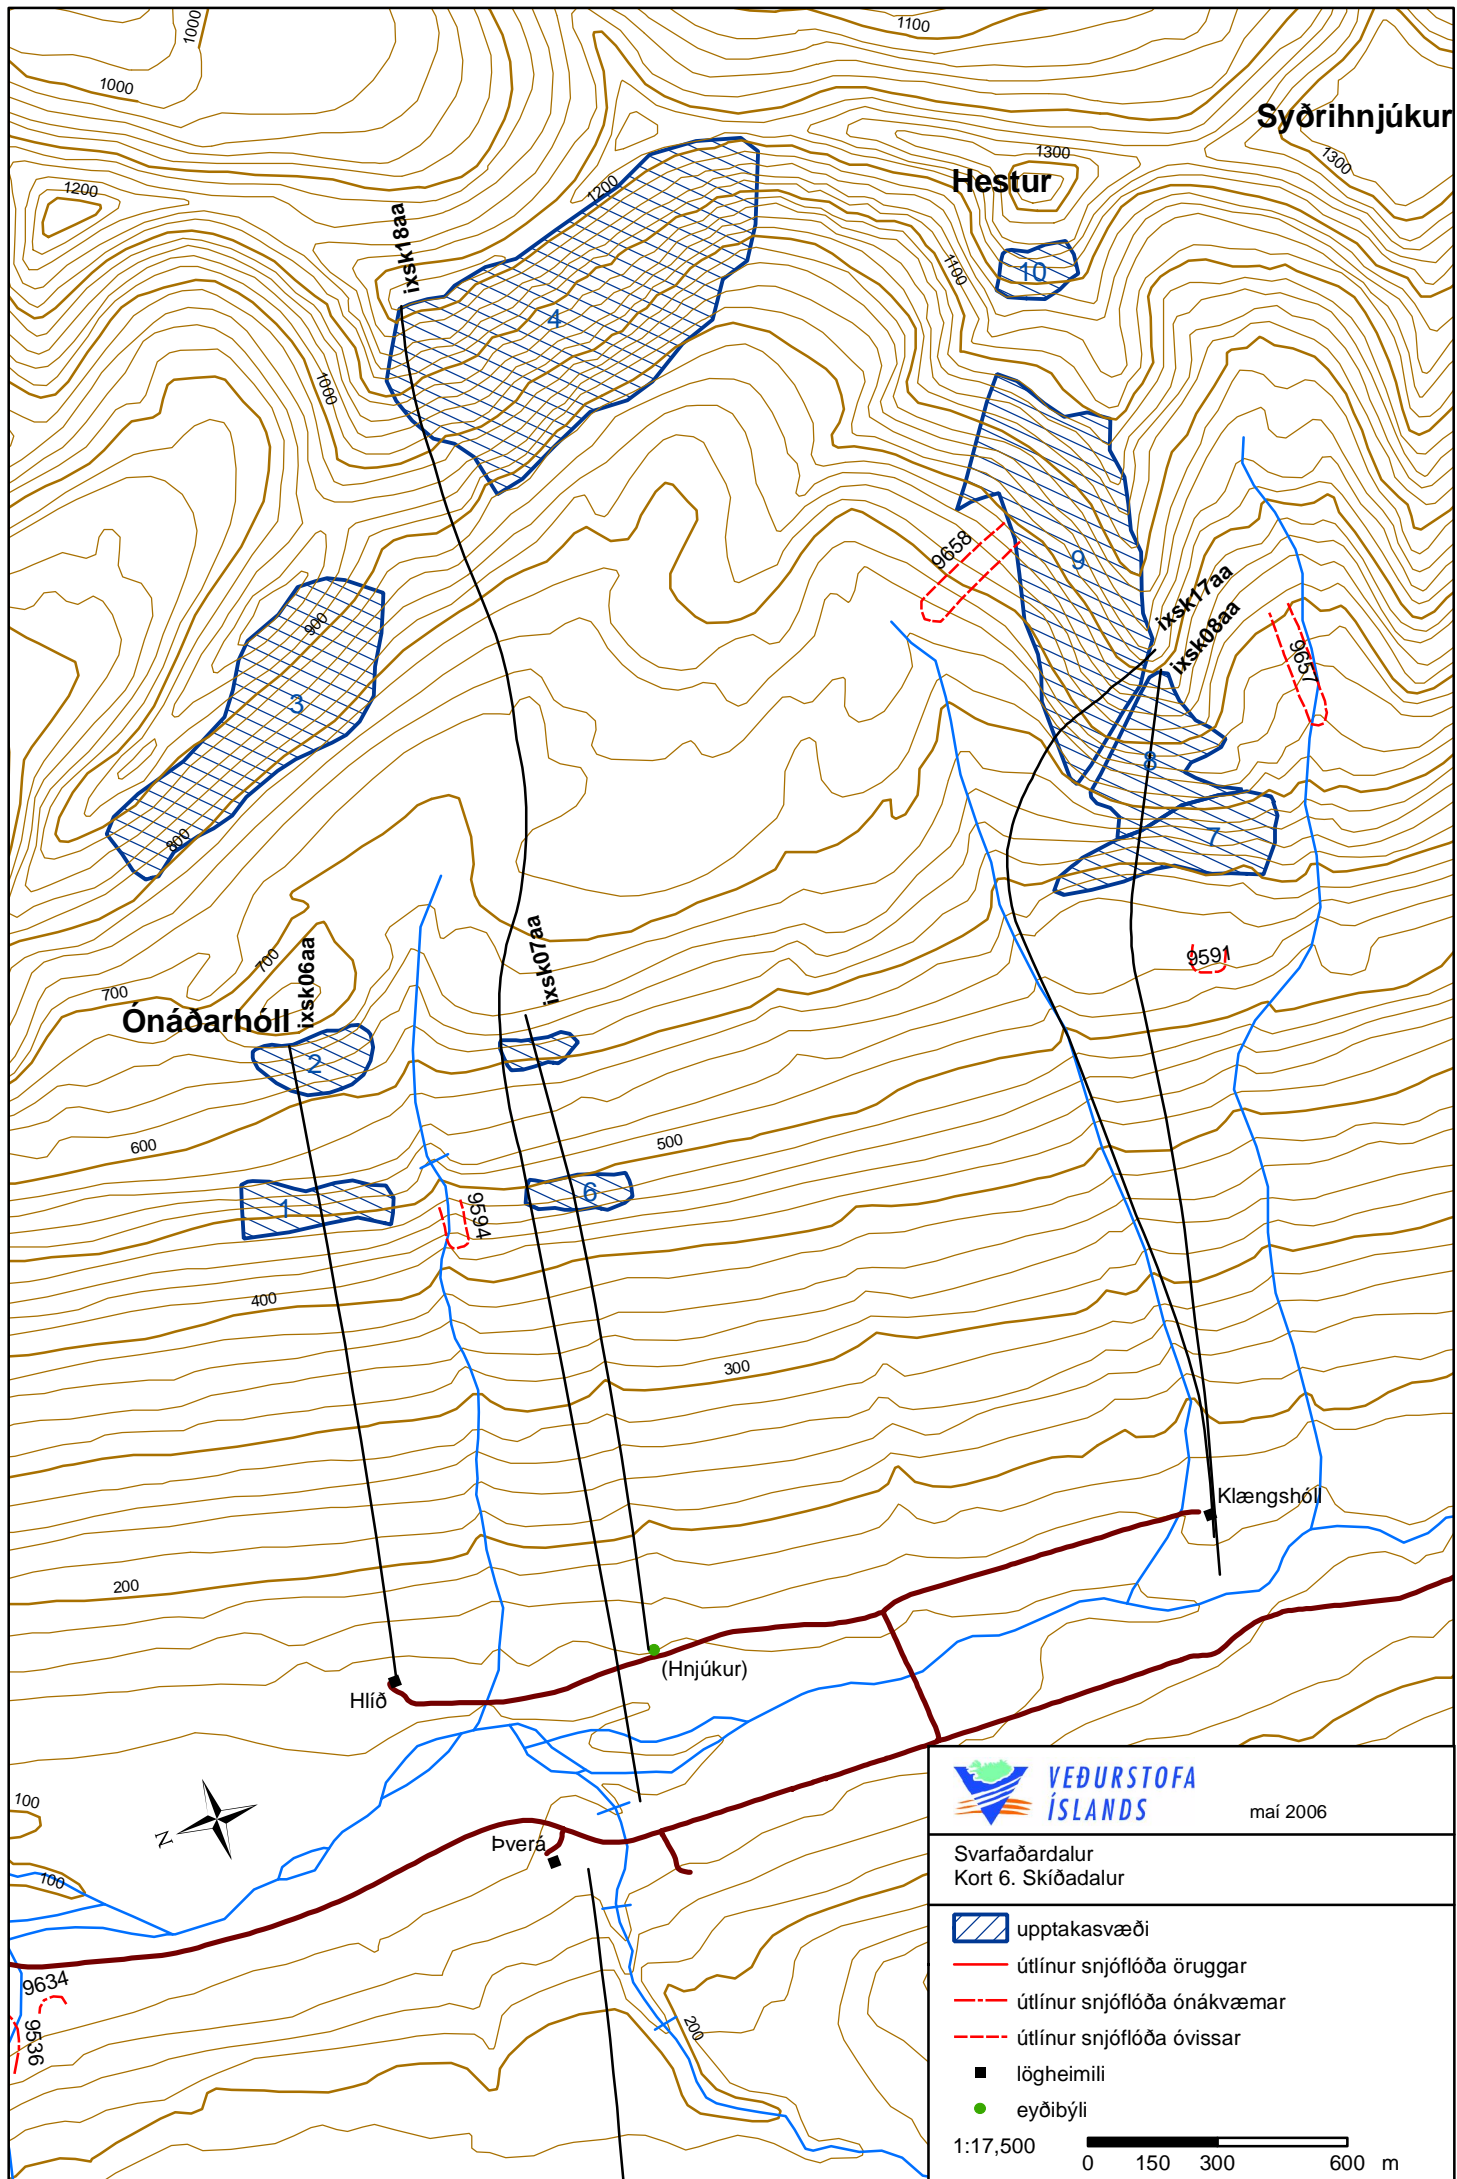 1000
1100
1000
Syðrihnjúkur
1300
1300
Hestur
1200
1200
ixsk18aa
1100
10
4
1000
9658
9
ixsk17aa
ixsk08aa
900
9657
3
8
800
7
ixsk07aa
700
ixsk06aa
9591
700
Ónáðarhóll
2
600
500
1
6
9594
400
300
Klængshóll
200
(Hnjúkur)
Hlíð
VEÐURSTOFA
ÍSLANDS
maí 2006
100
N
Þverá
Svarfaðardalur
Kort 6. Skíðadalur
100
upptakasvæði
útlínur snjóflóða öruggar
9634
útlínur snjóflóða ónákvæmar
9536
200
útlínur snjóflóða óvissar
lögheimili
eyðibýli
1:17,500
0 150 300 600 m